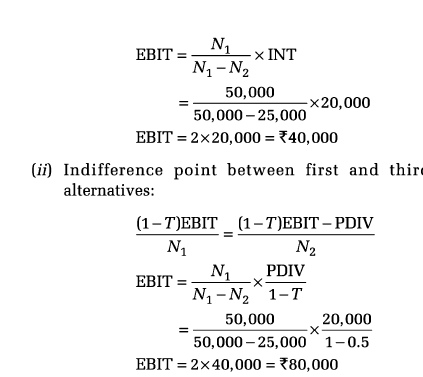 EBIT = N₁ / (N₁ – N₂) × INT
= 50,000 / (50,000 – 25,000) ×20,000
EBIT = 2×20,000 = ₹40,000
(ii) Indifference point between first and third
alternatives:
(1–T)EBIT / N₁ = ((1–T)EBIT – PDIV) / N₂
EBIT = N₁ / (N₁ – N₂) × PDIV / (1–T)
= 50,000 / (50,000 – 25,000) × 20,000 / (1–0.5)
EBIT = 2×40,000 = ₹80,000